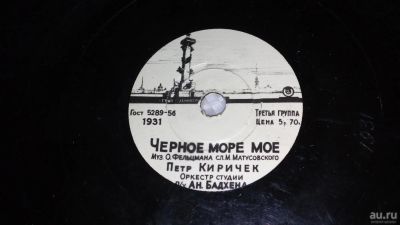 Гост 5289-56
1931
Третья группа
Цена 5р. 70к.
ЧЕРНОЕ МОРЕ МОЕ
Муз. О. Фельцмана сл. М. Матусовского
Петр Киричек
Оркестр студии
п/у Ан. Бадхена
1931
au.ru